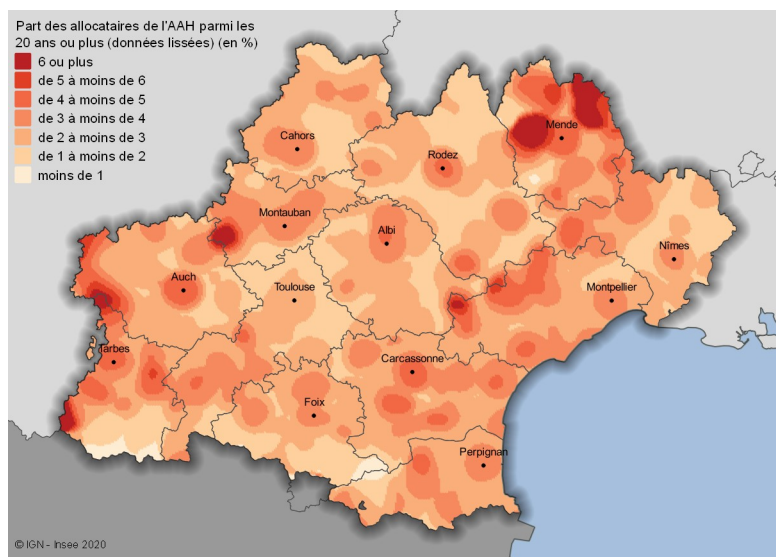 Part des allocataires de l'AAH parmi les
20 ans ou plus (données lissées) (en %)
6 ou plus
de 5 à moins de 6
de 4 à moins de 5
de 3 à moins de 4
de 2 à moins de 3
de 1 à moins de 2
moins de 1
Mende
Cahors
Rodez
Montauban
Albi
Nîmes
Auch
Toulouse
Montpellier
Tarbes
Carcassonne
Foix
Perpignan
© IGN - Insee 2020